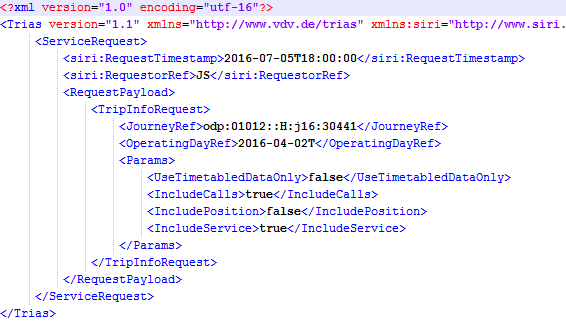 <?xml version="1.0" encoding="utf-16"?>
<Trias version="1.1" xmlns="http://www.vdv.de/trias" xmlns:siri="http://www.siri.
<ServiceRequest>
<siri:RequestTimestamp>2016-07-05T18:00:00</siri:RequestTimestamp>
<siri:RequestorRef>JS</siri:RequestorRef>
<RequestPayload>
<TripInfoRequest>
<JourneyRef>odp:01012::H:j16:30441</JourneyRef>
<OperatingDayRef>2016-04-02T</OperatingDayRef>
<Params>
<UseTimetabledDataOnly>false</UseTimetabledDataOnly>
<IncludeCalls>true</IncludeCalls>
<IncludePosition>false</IncludePosition>
<IncludeService>true</IncludeService>
</Params>
</TripInfoRequest>
</RequestPayload>
</ServiceRequest>
</Trias>